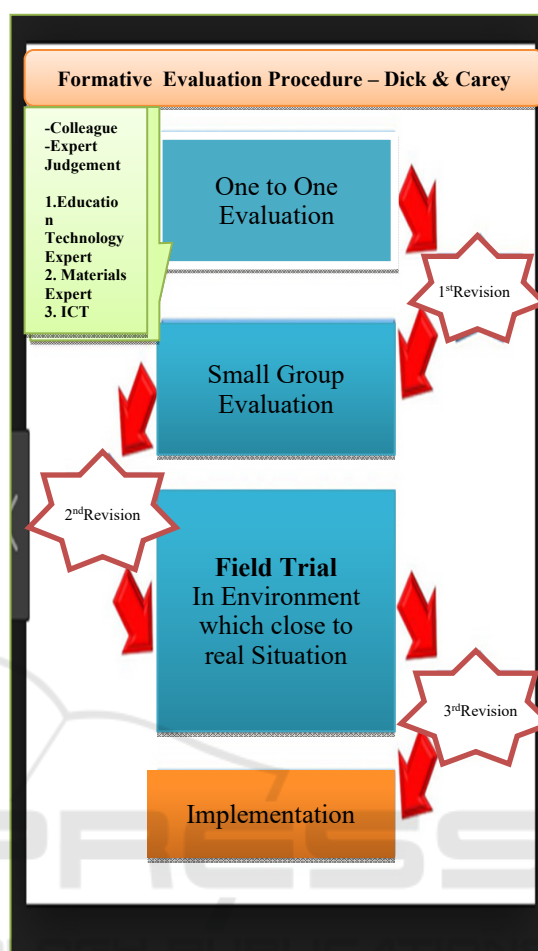 Formative Evaluation Procedure – Dick & Carey
-Colleague
-Expert
Judgement
1.Educatio
n
Technology
Expert
2. Materials
Expert
3. ICT
One to One
Evaluation
1stRevision
Small Group
Evaluation
2ndRevision
Field Trial
In Environment
which close to
real Situation
3rdRevision
Implementation
PRESS